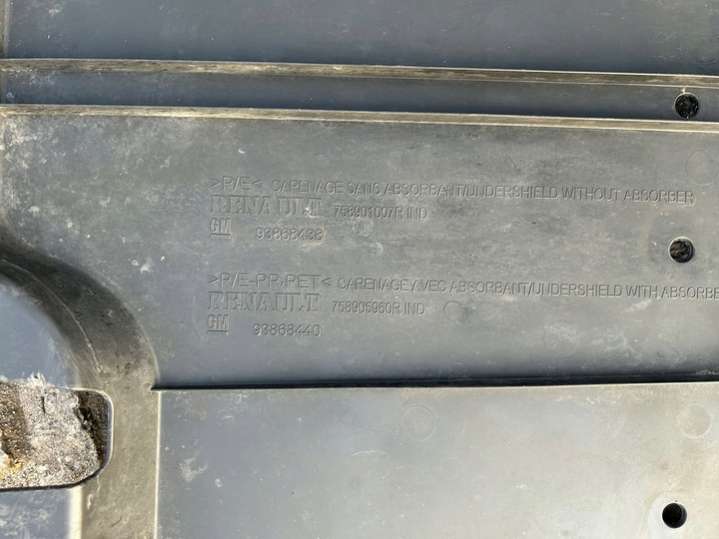 >P/E< CARENAGE SANS ABSORBANT/UNDERSHIELD WITHOUT ABSORBER
RENAULT 758901007R IND
GM 93868438
>P/E-PP-PET< CARENAGE AVEC ABSORBANT/UNDERSHIELD WITH ABSORBE
RENAULT 758905960R IND
GM 93868440